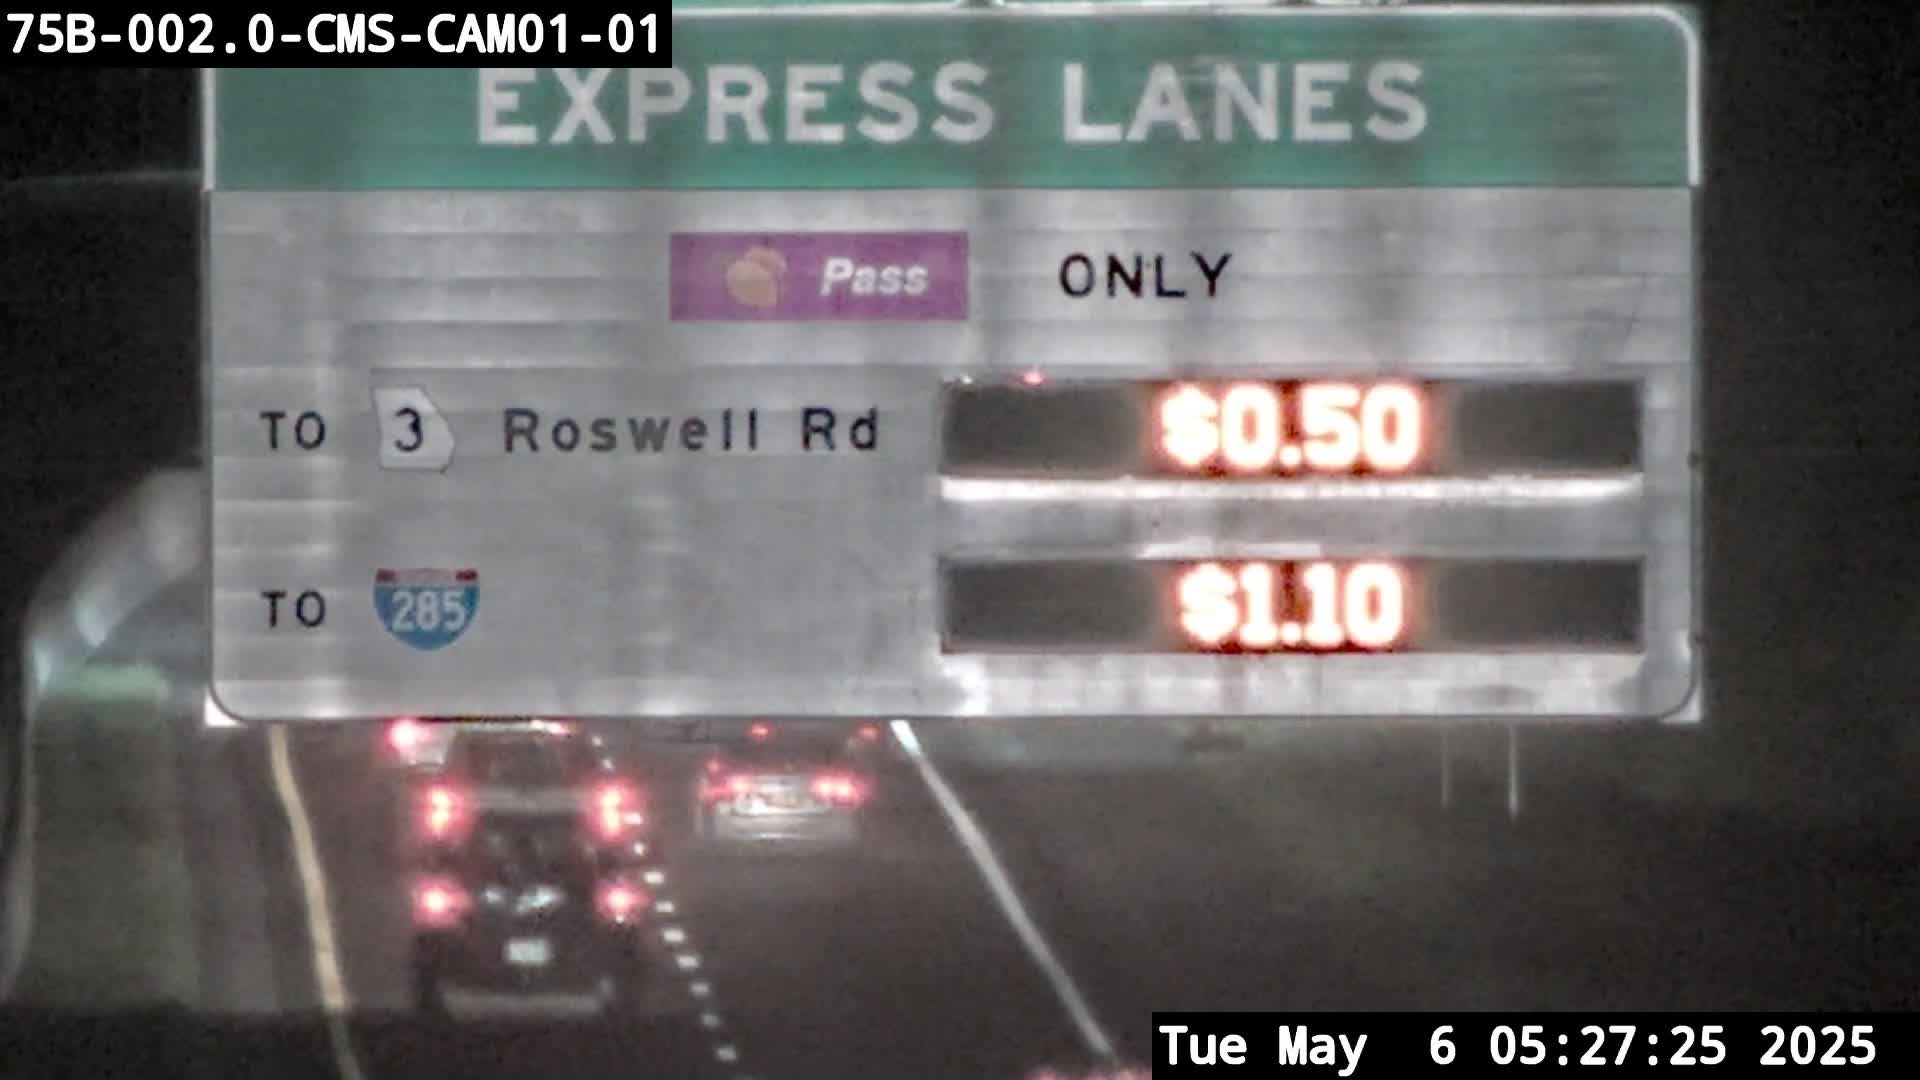 75B-002.0-CMS-CAM01-01
EXPRESS LANES
Pass ONLY
TO 3 Roswell Rd $0.50
TO 285 $1.10
Tue May 6 05:27:25 2025